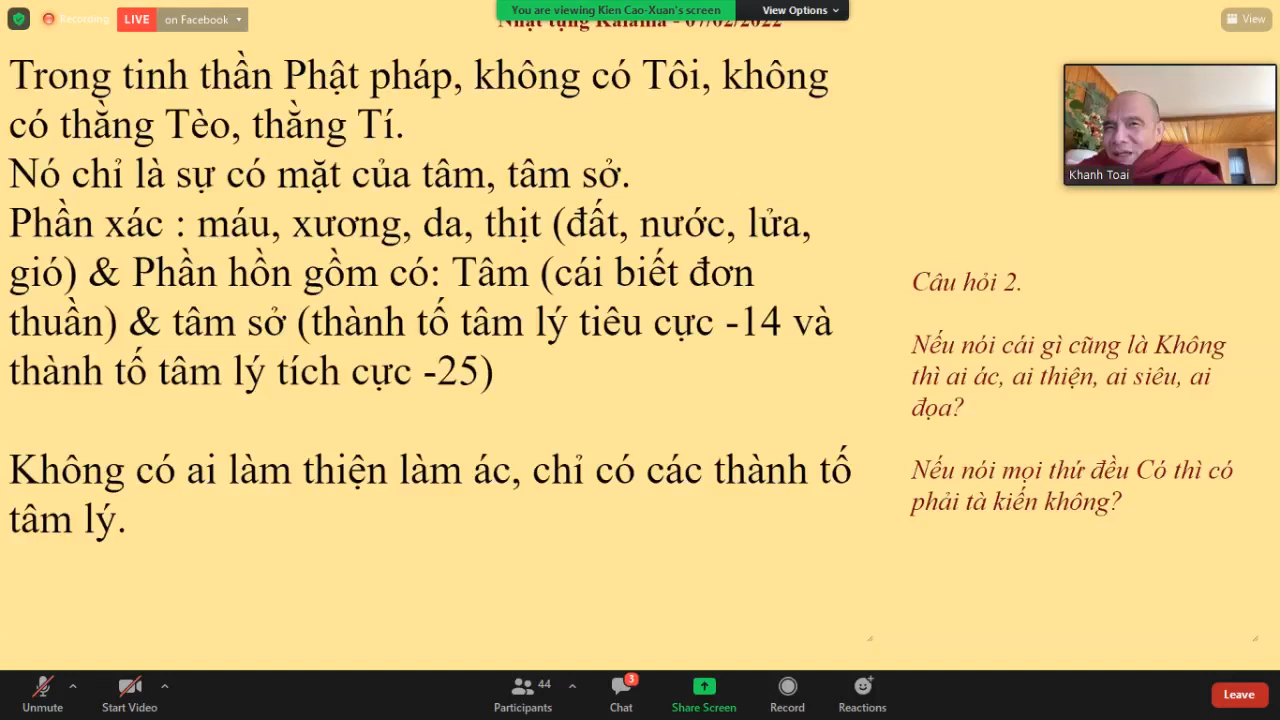 You are viewing Kien Cao-Xuan's screen
View Options
Recording
LIVE
on Facebook
View
Nhật tụng Kalama - 07/02/2022
Trong tinh thần Phật pháp, không có Tôi, không
có thằng Tèo, thằng Tí.
Nó chỉ là sự có mặt của tâm, tâm sở.
Phần xác : máu, xương, da, thịt (đất, nước, lửa,
gió) & Phần hồn gồm có: Tâm (cái biết đơn
thuần) & tâm sở (thành tố tâm lý tiêu cực -14 và
thành tố tâm lý tích cực -25)
Không có ai làm thiện làm ác, chỉ có các thành tố
tâm lý.
Khanh Toai
Câu hỏi 2.
Nếu nói cái gì cũng là Không
thì ai ác, ai thiện, ai siêu, ai
đọa?
Nếu nói mọi thứ đều Có thì có
phải tà kiến không?
Unmute
Start Video
44
Participants
3
Chat
Share Screen
Record
Reactions
Leave